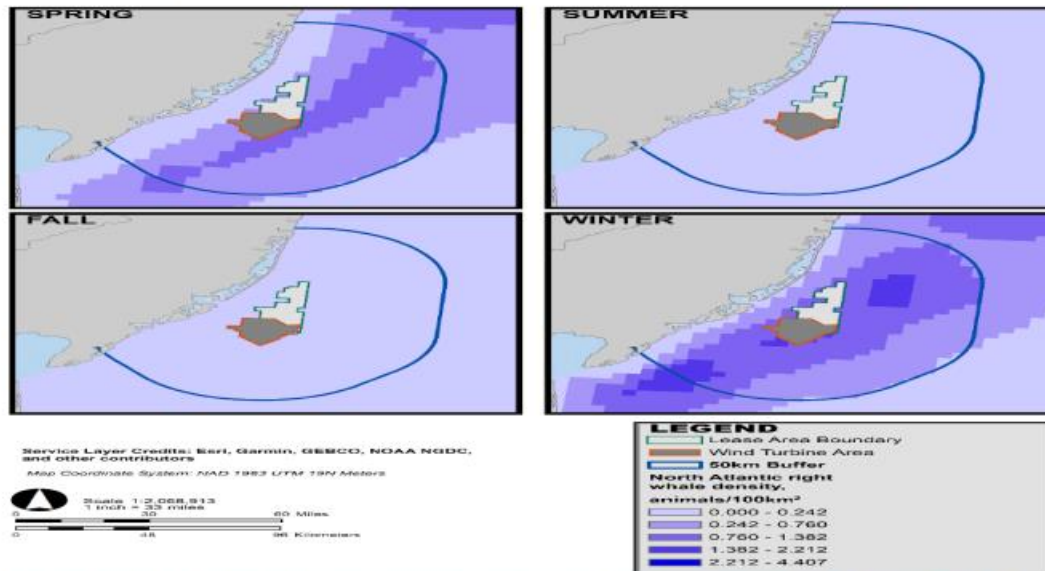 SPRING
SUMMER
FALL
WINTER
Service Layer Credits: Esri, Garmin, GEBCO, NOAA NGDC,
and other contributors
Map Coordinate System: NAD 1983 UTM 19N Meters
Scale 1:2,068,913
1 inch = 33 miles
0 30 60 Miles
0 48 96 Kilometers
LEGEND
Lease Area Boundary
Wind Turbine Area
50km Buffer
North Atlantic right
whale density,
animals/100km²
0.000 - 0.242
0.242 - 0.760
0.760 - 1.382
1.382 - 2.212
2.212 - 4.407